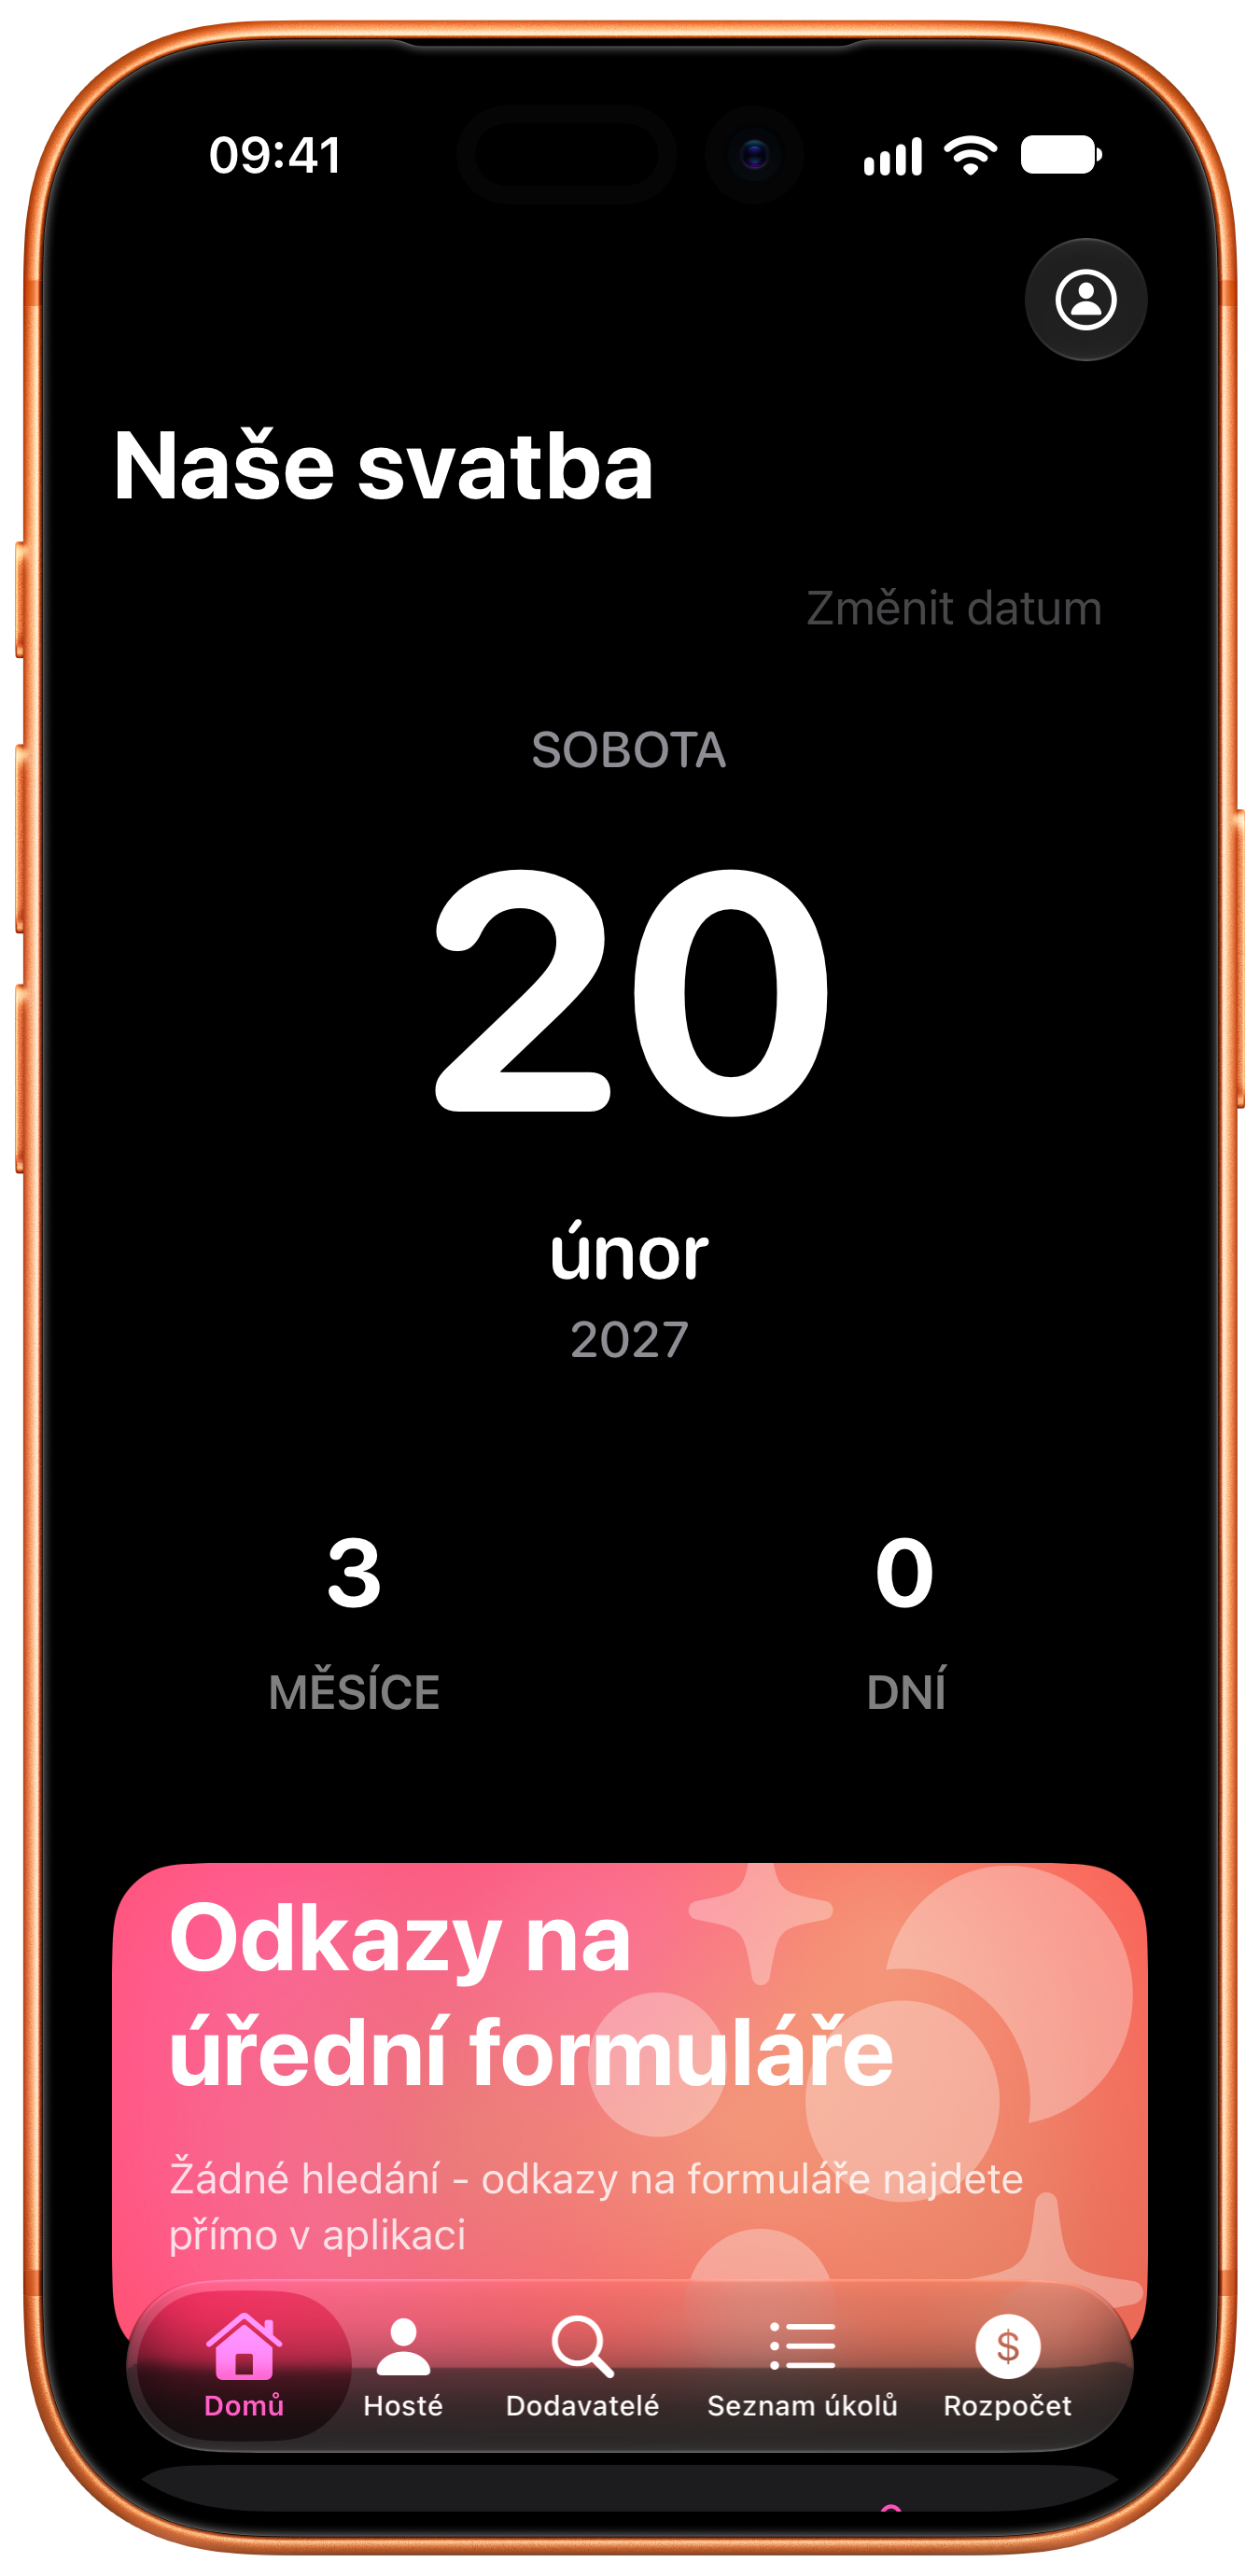 09:41
Naše svatba
Změnit datum
SOBOTA
20
únor
2027
3
0
MĚSÍCE
DNÍ
Odkazy na
úřední formuláře
Žádné hledání - odkazy na formuláře najdete
přímo v aplikaci
$
Domů
Hosté
Dodavatelé
Seznam úkolů
Rozpočet